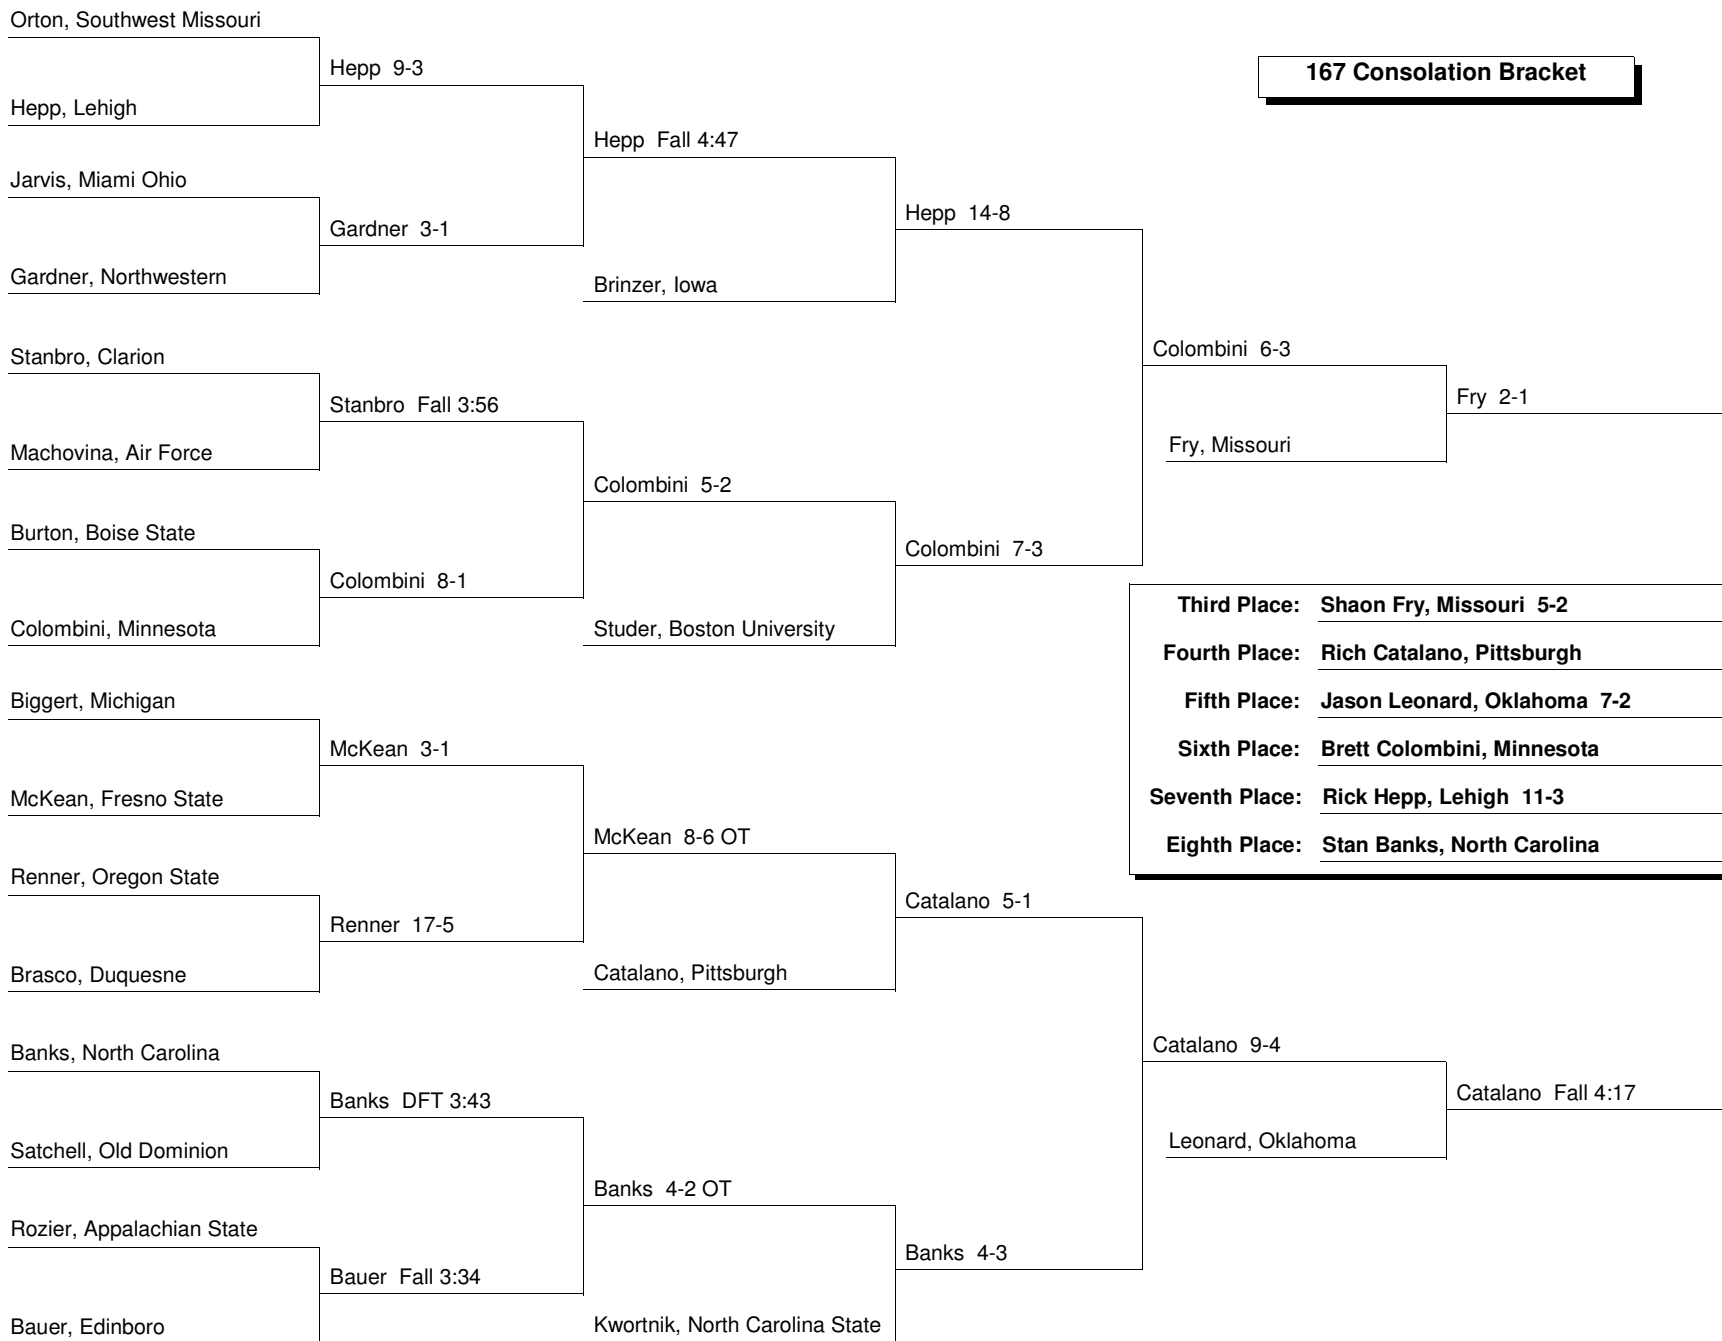 167 Consolation Bracket
Orton, Southwest Missouri
Hepp, Lehigh
Jarvis, Miami Ohio
Gardner, Northwestern
Stanbro, Clarion
Machovina, Air Force
Burton, Boise State
Colombini, Minnesota
Biggert, Michigan
McKean, Fresno State
Renner, Oregon State
Brasco, Duquesne
Banks, North Carolina
Satchell, Old Dominion
Rozier, Appalachian State
Bauer, Edinboro
Hepp 9-3
Gardner 3-1
Stanbro Fall 3:56
Colombini 8-1
McKean 3-1
Renner 17-5
Banks DFT 3:43
Bauer Fall 3:34
Hepp Fall 4:47
Brinzer, Iowa
Colombini 5-2
Studer, Boston University
McKean 8-6 OT
Catalano, Pittsburgh
Banks 4-2 OT
Kwortnik, North Carolina State
Hepp 14-8
Colombini 7-3
Catalano 5-1
Banks 4-3
Colombini 6-3
Fry, Missouri
Catalano 9-4
Leonard, Oklahoma
Fry 2-1
Catalano Fall 4:17
Third Place: Shaon Fry, Missouri 5-2
Fourth Place: Rich Catalano, Pittsburgh
Fifth Place: Jason Leonard, Oklahoma 7-2
Sixth Place: Brett Colombini, Minnesota
Seventh Place: Rick Hepp, Lehigh 11-3
Eighth Place: Stan Banks, North Carolina